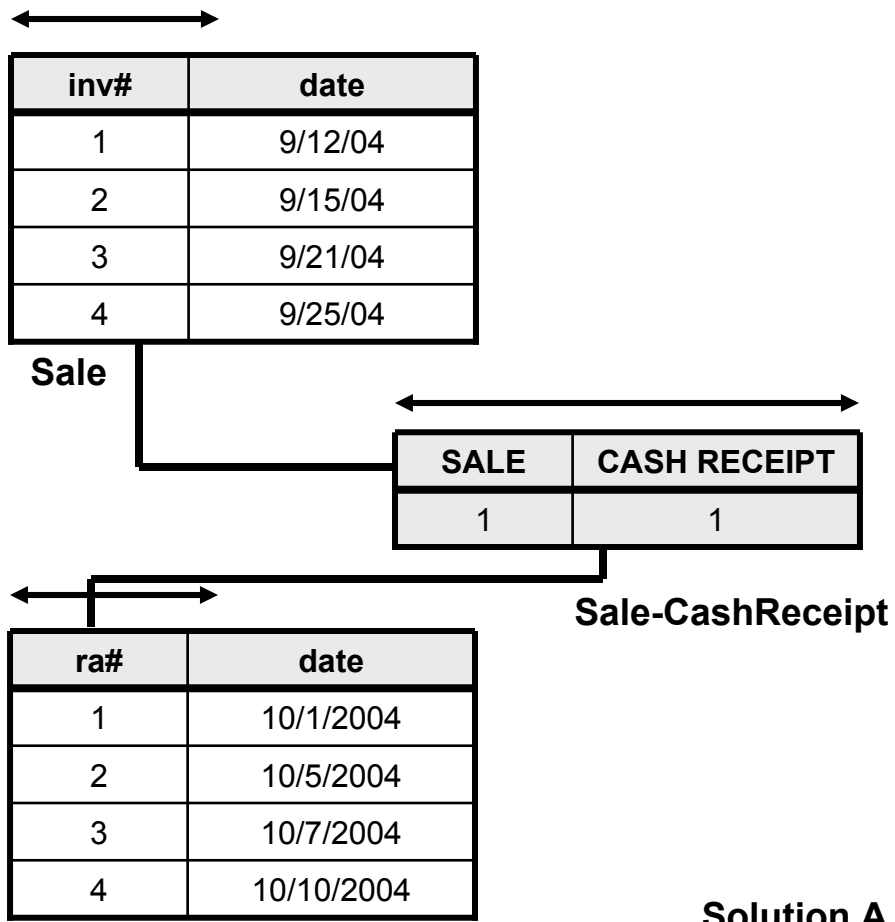 inv# date
1 9/12/04
2 9/15/04
3 9/21/04
4 9/25/04
Sale
SALE CASH RECEIPT
1 1
Sale-CashReceipt
ra# date
1 10/1/2004
2 10/5/2004
3 10/7/2004
4 10/10/2004
Solution A